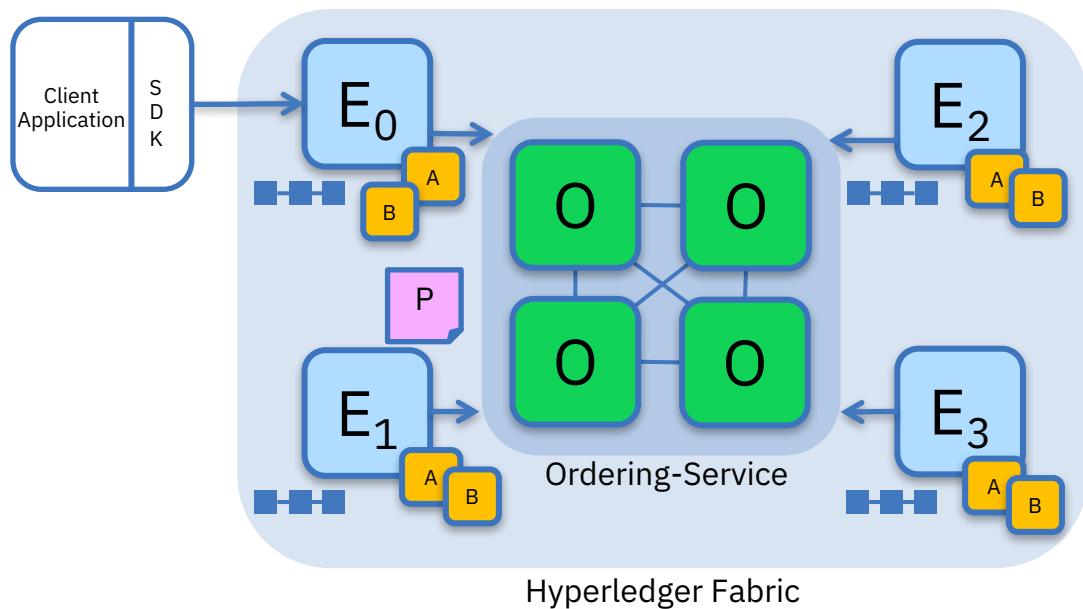 Client
Application
S
D
K
E0
A
B
E2
A
B
O
O
P
O
O
E1
A
B
E3
A
B
Ordering-Service
Hyperledger Fabric